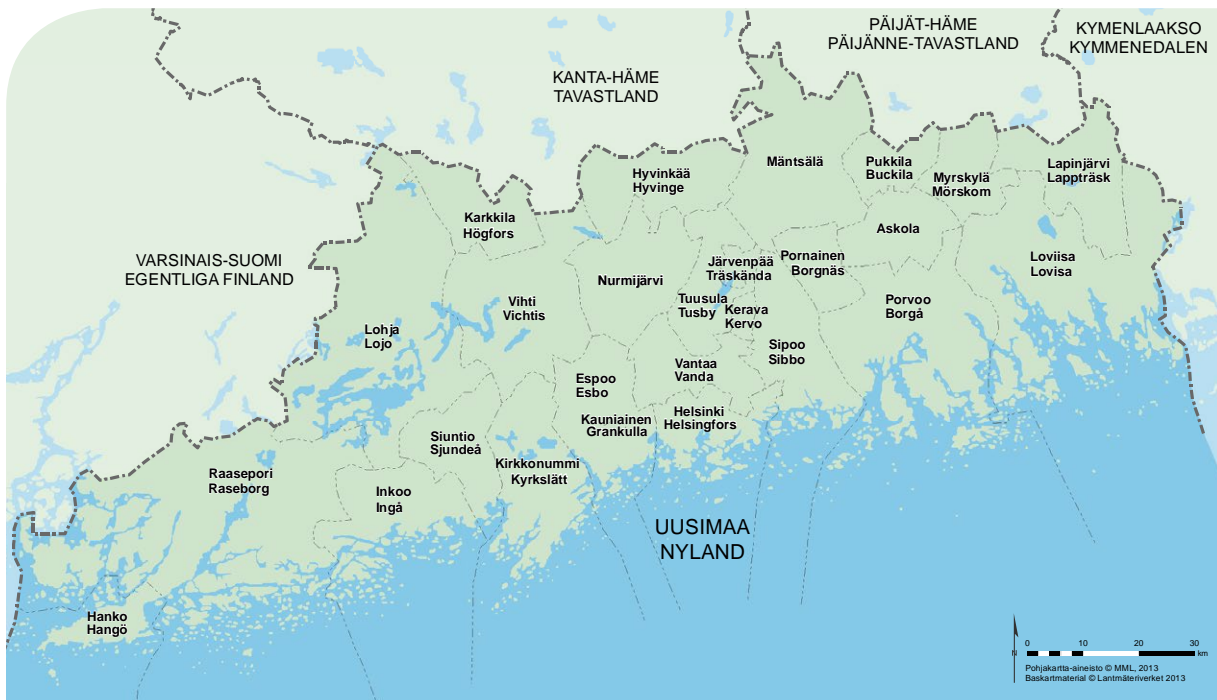 PÄIJÄT-HÄME
PÄIJÄNNE-TAVASTLAND
KYMENLAAKSO
KYMMENEDALEN
KANTA-HÄME
TAVASTLAND
VARSINAIS-SUOMI
EGENTLIGA FINLAND
Mäntsälä
Pukkila
Buckila
Myrskylä
Mörskom
Lapinjärvi
Lappträsk
Hyvinkää
Hyvinge
Karkkila
Högfors
Askola
Loviisa
Lovisa
Järvenpää
Träskända
Pornainen
Borgnäs
Nurmijärvi
Tuusula
Tusby
Kerava
Kervo
Porvoo
Borgå
Vihti
Vichtis
Lohja
Lojo
Sipoo
Sibbo
Vantaa
Vanda
Espoo
Esbo
Kauniainen
Grankulla
Helsinki
Helsingfors
Siuntio
Sjundeå
Kirkkonummi
Kyrkslätt
Raasepori
Raseborg
Inkoo
Ingå
UUSIMAA
NYLAND
Hanko
Hangö
N
0 10 20 30
km
Pohjakartta-aineisto © MML, 2013
Baskartmaterial © Lantmäteriverket 2013